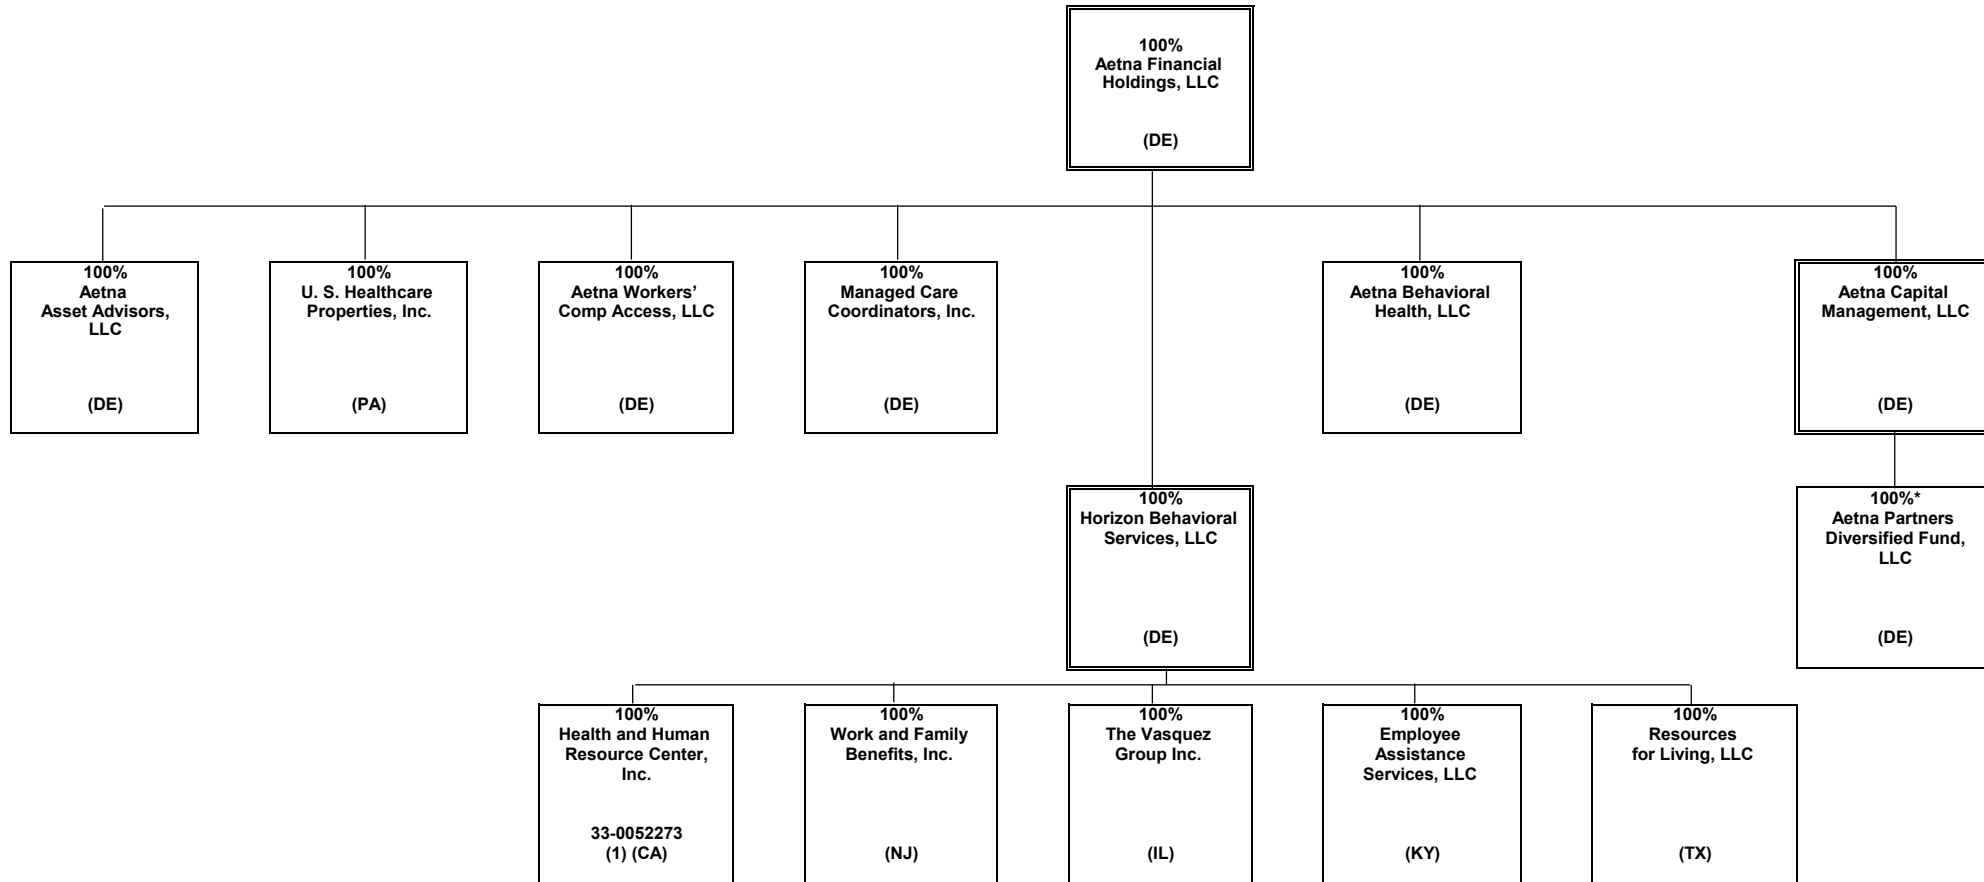 100%
Aetna Financial
Holdings, LLC
(DE)
100%
Aetna
Asset Advisors,
LLC
(DE)
100%
U. S. Healthcare
Properties, Inc.
(PA)
100%
Aetna Workers’
Comp Access, LLC
(DE)
100%
Managed Care
Coordinators, Inc.
(DE)
100%
Aetna Behavioral
Health, LLC
(DE)
100%
Aetna Capital
Management, LLC
(DE)
100%
Horizon Behavioral
Services, LLC
(DE)
100%*
Aetna Partners
Diversified Fund,
LLC
(DE)
100%
Health and Human
Resource Center,
Inc.
33-0052273
(1) (CA)
100%
Work and Family
Benefits, Inc.
(NJ)
100%
The Vasquez
Group Inc.
(IL)
100%
Employee
Assistance
Services, LLC
(KY)
100%
Resources
for Living, LLC
(TX)